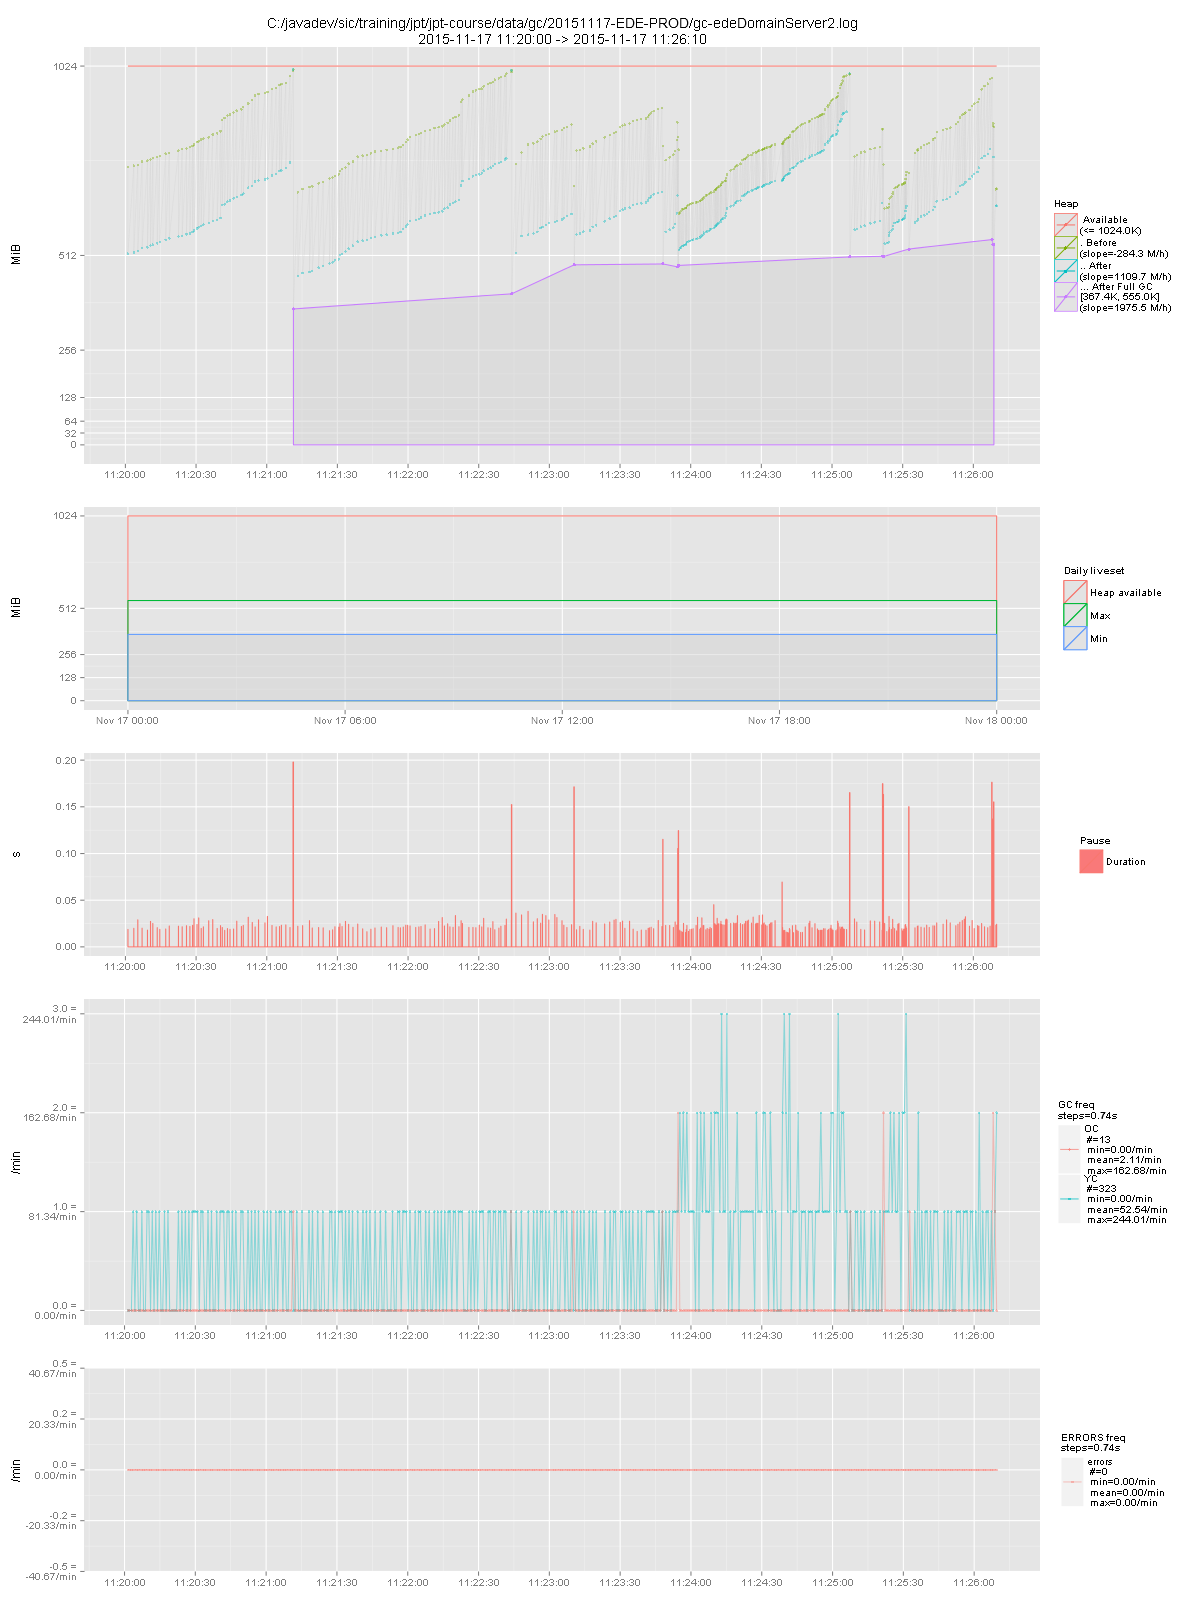 C:/javadev/sic/training/jpt/jpt-course/data/gc/20151117-EDE-PROD/gc-edeDomainServer2.log
2015-11-17 11:20:00 -> 2015-11-17 11:26:10
MiB
1024
512
256
128
64
32
0
11:20:00 11:20:30 11:21:00 11:21:30 11:22:00 11:22:30 11:23:00 11:23:30 11:24:00 11:24:30 11:25:00 11:25:30 11:26:00
Heap
Available
(<= 1024.0K)
. Before
(slope=-284.3 M/h)
.. After
(slope=1109.7 M/h)
... After Full GC
[367.4K, 555.0K]
(slope=1975.5 M/h)
MiB
1024
512
256
128
0
Nov 17 00:00 Nov 17 06:00 Nov 17 12:00 Nov 17 18:00 Nov 18 00:00
Daily liveset
Heap available
Max
Min
s
0.20
0.15
0.10
0.05
0.00
11:20:00 11:20:30 11:21:00 11:21:30 11:22:00 11:22:30 11:23:00 11:23:30 11:24:00 11:24:30 11:25:00 11:25:30 11:26:00
Pause
Duration
/min
3.0 =
244.01/min
2.0 =
162.68/min
1.0 =
81.34/min
0.0 =
0.00/min
11:20:00 11:20:30 11:21:00 11:21:30 11:22:00 11:22:30 11:23:00 11:23:30 11:24:00 11:24:30 11:25:00 11:25:30 11:26:00
GC freq
steps=0.74s
OC
#=13
min=0.00/min
mean=2.11/min
max=162.68/min
YC
#=323
min=0.00/min
mean=52.54/min
max=244.01/min
/min
0.5 =
40.67/min
0.2 =
20.33/min
0.0 =
0.00/min
-0.2 =
-20.33/min
-0.5 =
-40.67/min
11:20:00 11:20:30 11:21:00 11:21:30 11:22:00 11:22:30 11:23:00 11:23:30 11:24:00 11:24:30 11:25:00 11:25:30 11:26:00
ERRORS freq
steps=0.74s
errors
#=0
min=0.00/min
mean=0.00/min
max=0.00/min